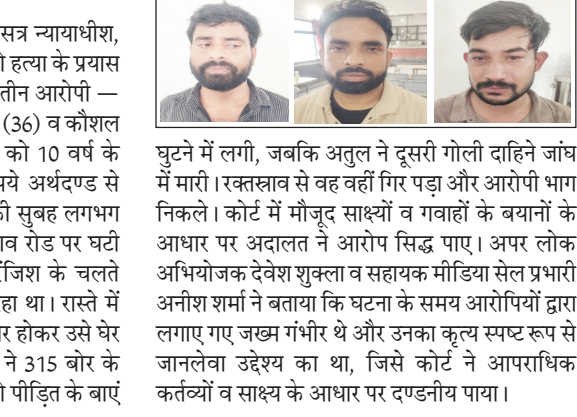 सत्र न्यायाधीश,
हत्या के प्रयास
तीन आरोपी —
(36) व कौशल
को 10 वर्ष के
अर्थदण्ड से
सुबह लगभग
रोड पर घटी
के चलते
था। रास्ते में
होकर उसे घेर
ने 315 बोर के
पीड़ित के बाएं
घुटने में लगी, जबकि अतुल ने दूसरी गोली दाहिने जांघ
में मारी। रक्तस्राव से वह वहीं गिर पड़ा और आरोपी भाग
निकले। कोर्ट में मौजूद साक्ष्यों व गवाहों के बयानों के
आधार पर अदालत ने आरोप सिद्ध पाए। अपर लोक
अभियोजक देवेश शुक्ला व सहायक मीडिया सेल प्रभारी
अनीश शर्मा ने बताया कि घटना के समय आरोपियों द्वारा
लगाए गए जख्म गंभीर थे और उनका कृत्य स्पष्ट रूप से
जानलेवा उद्देश्य का था, जिसे कोर्ट ने आपराधिक
कर्तव्यों व साक्ष्य के आधार पर दण्डनीय पाया।